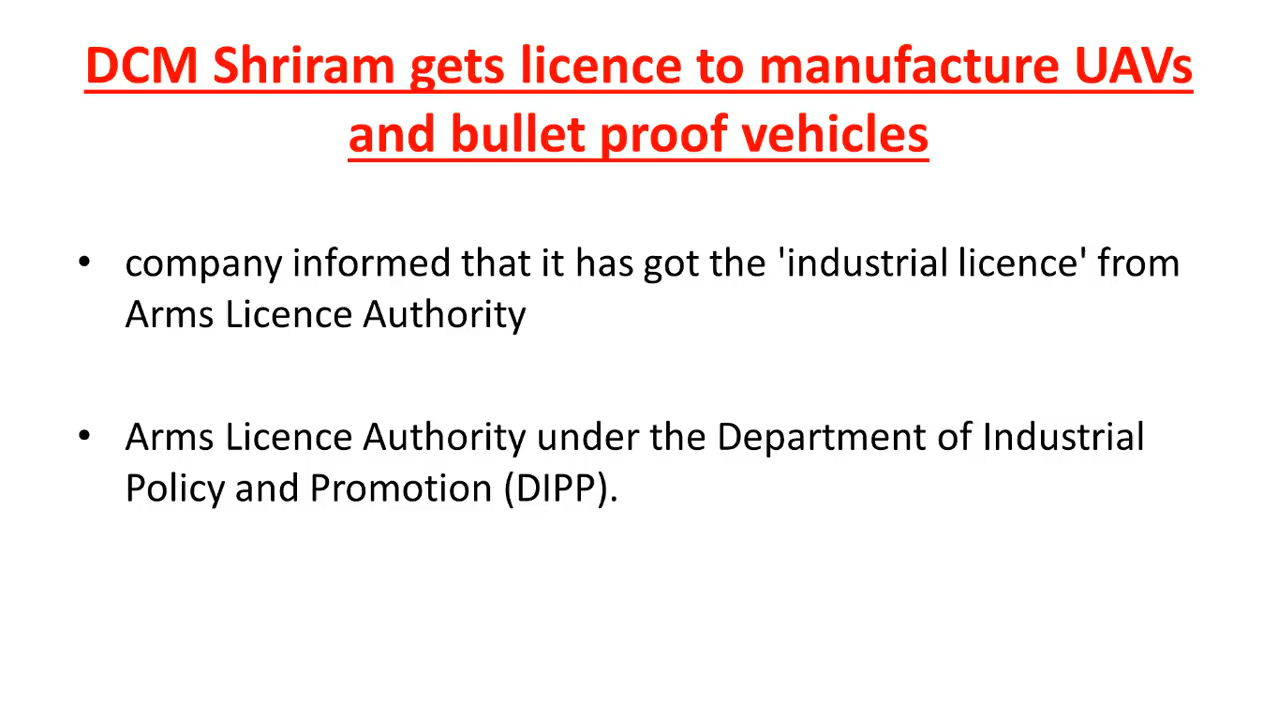 DCM Shriram gets licence to manufacture UAVs
and bullet proof vehicles
• company informed that it has got the 'industrial licence' from
Arms Licence Authority
• Arms Licence Authority under the Department of Industrial
Policy and Promotion (DIPP).